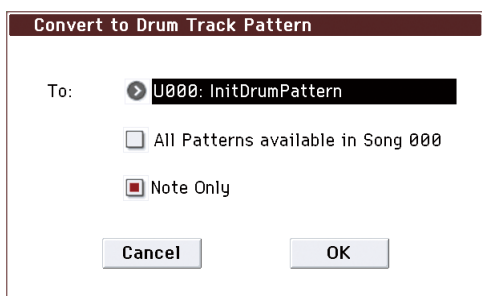 Convert to Drum Track Pattern
To: U000: InitDrumPattern
All Patterns available in Song 000
Note Only
Cancel OK